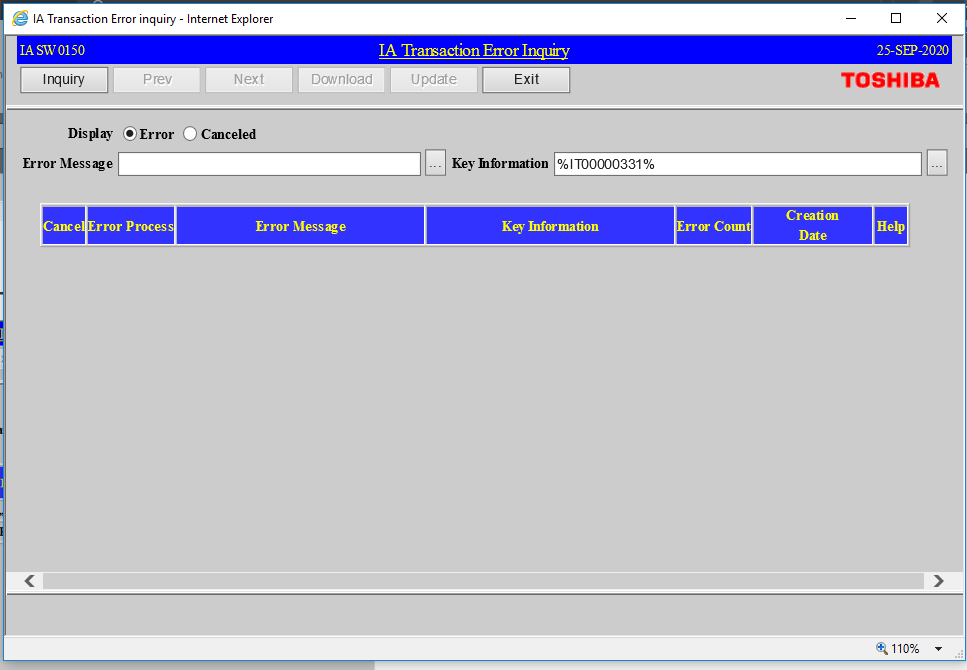 IA Transaction Error inquiry - Internet Explorer
IASW0150 IA Transaction Error Inquiry 25-SEP-2020
Inquiry Prev Next Download Update Exit TOSHIBA
Display Error Canceled
Error Message ... Key Information %IT00000331% ...
Cancel Error Process Error Message Key Information Error Count Creation Date Help
110%